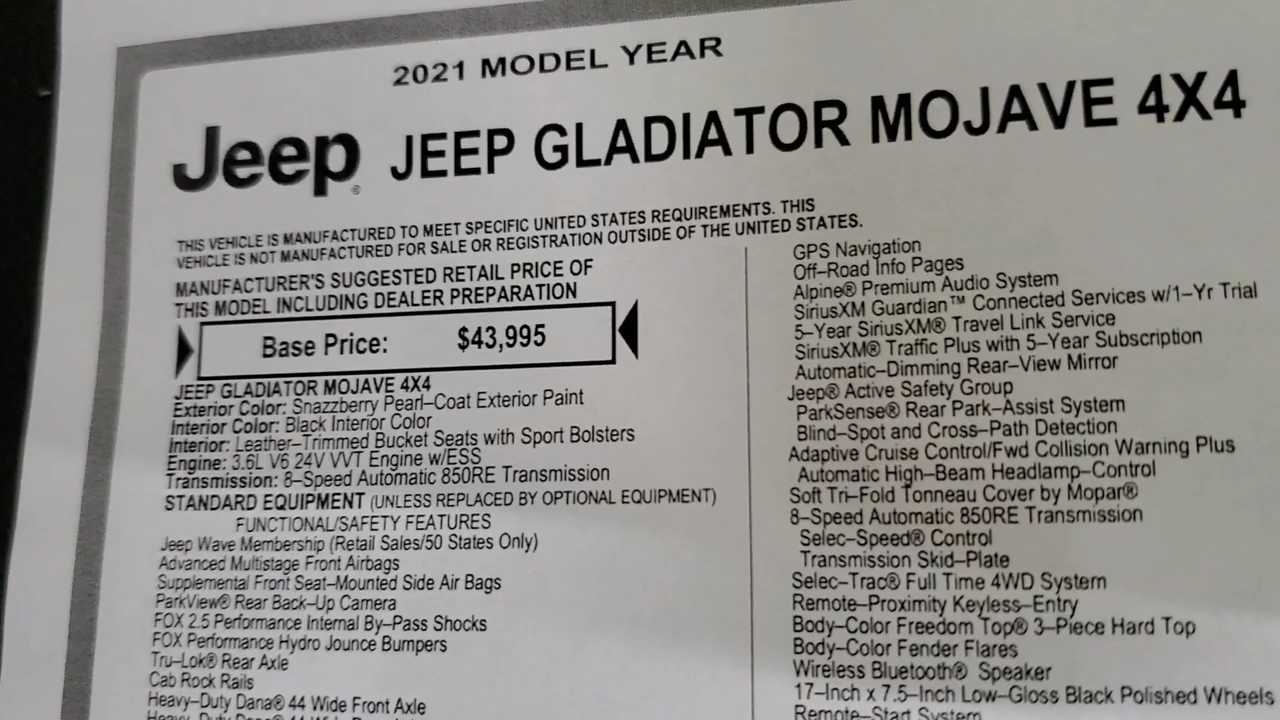 2021 MODEL YEAR
Jeep® JEEP GLADIATOR MOJAVE 4X4
THIS VEHICLE IS MANUFACTURED TO MEET SPECIFIC UNITED STATES REQUIREMENTS. THIS
VEHICLE IS NOT MANUFACTURED FOR SALE OR REGISTRATION OUTSIDE OF THE UNITED STATES.
MANUFACTURER'S SUGGESTED RETAIL PRICE OF
THIS MODEL INCLUDING DEALER PREPARATION
Base Price: $43,995
JEEP GLADIATOR MOJAVE 4X4
Exterior Color: Snazzberry Pearl–Coat Exterior Paint
Interior Color: Black Interior Color
Interior: Leather–Trimmed Bucket Seats with Sport Bolsters
Engine: 3.6L V6 24V VVT Engine w/ESS
Transmission: 8–Speed Automatic 850RE Transmission
STANDARD EQUIPMENT (UNLESS REPLACED BY OPTIONAL EQUIPMENT)
FUNCTIONAL/SAFETY FEATURES
Jeep Wave Membership (Retail Sales/50 States Only)
Advanced Multistage Front Airbags
Supplemental Front Seat–Mounted Side Air Bags
ParkView® Rear Back–Up Camera
FOX 2.5 Performance Internal By–Pass Shocks
FOX Performance Hydro Jounce Bumpers
Tru–Lok® Rear Axle
Cab Rock Rails
Heavy–Duty Dana® 44 Wide Front Axle
GPS Navigation
Off–Road Info Pages
Alpine® Premium Audio System
SiriusXM Guardian™ Connected Services w/1–Yr Trial
5–Year SiriusXM® Travel Link Service
SiriusXM® Traffic Plus with 5–Year Subscription
Automatic–Dimming Rear–View Mirror
Jeep® Active Safety Group
ParkSense® Rear Park–Assist System
Blind–Spot and Cross–Path Detection
Adaptive Cruise Control/Fwd Collision Warning Plus
Automatic High–Beam Headlamp–Control
Soft Tri–Fold Tonneau Cover by Mopar®
8–Speed Automatic 850RE Transmission
Selec–Speed® Control
Transmission Skid–Plate
Selec–Trac® Full Time 4WD System
Remote–Proximity Keyless–Entry
Body–Color Freedom Top® 3–Piece Hard Top
Body–Color Fender Flares
Wireless Bluetooth® Speaker
17–Inch x 7.5–Inch Low–Gloss Black Polished Wheels
Remote–Start System